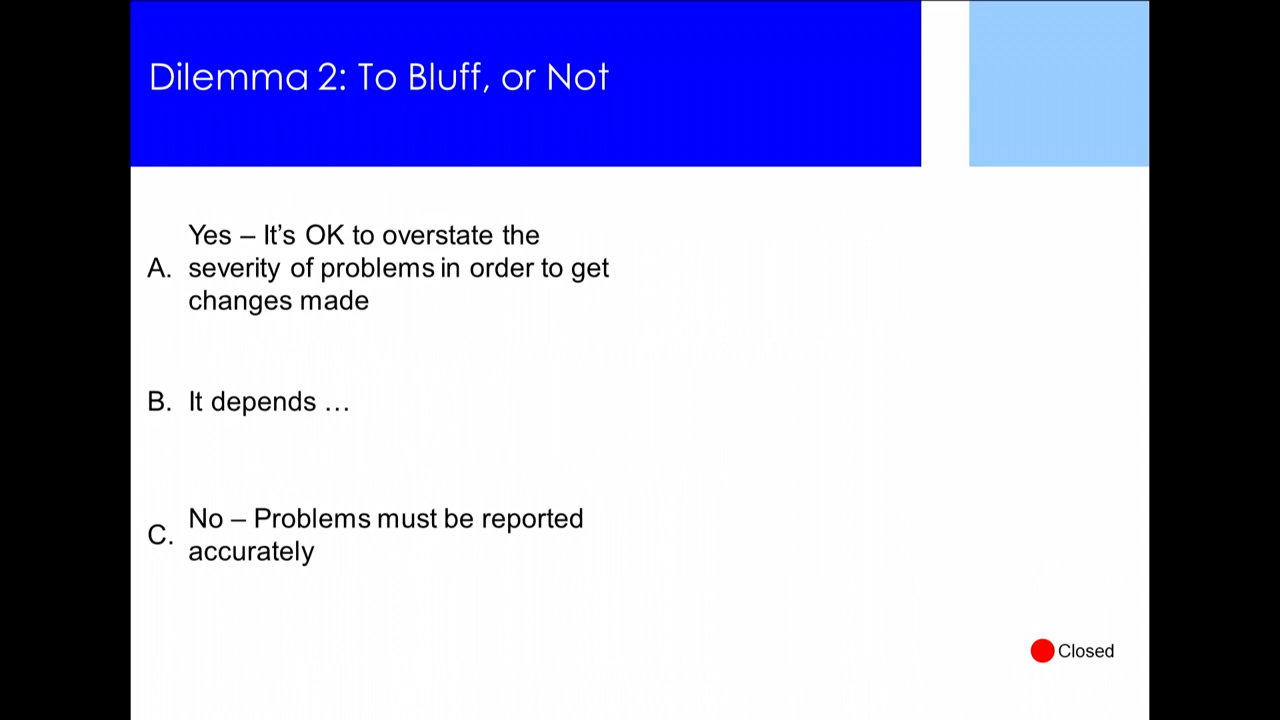 Dilemma 2: To Bluff, or Not
Yes – It’s OK to overstate the
A. severity of problems in order to get
changes made
B. It depends …
No – Problems must be reported
C.
accurately
Closed